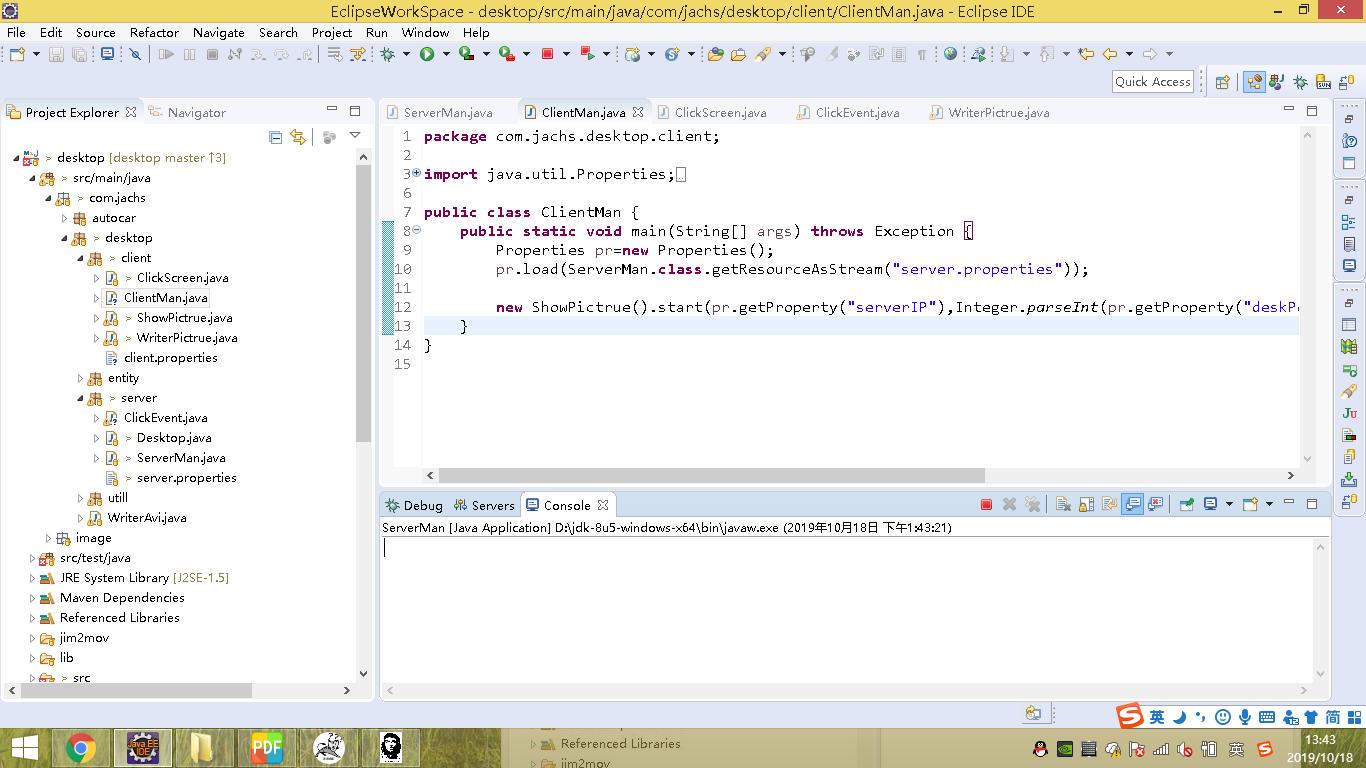 EclipseWorkSpace - desktop/src/main/java/com/jachs/desktop/client/ClientMan.java - Eclipse IDE
File Edit Source Refactor Navigate Search Project Run Window Help
Quick Access
Project Explorer Navigator
> desktop [desktop master ↑3]
> src/main/java
> com.jachs
autocar
> desktop
> client
> ClickScreen.java
ClientMan.java
> ShowPictrue.java
> WriterPictrue.java
client.properties
entity
> server
ClickEvent.java
> Desktop.java
> ServerMan.java
> server.properties
utill
WriterAvi.java
image
src/test/java
JRE System Library [J2SE-1.5]
Maven Dependencies
Referenced Libraries
jim2mov
lib
> src
ServerMan.java ClientMan.java ClickScreen.java ClickEvent.java WriterPictrue.java
1 package com.jachs.desktop.client;
2
3 import java.util.Properties;
6
7 public class ClientMan {
8 public static void main(String[] args) throws Exception {
9 Properties pr=new Properties();
10 pr.load(ServerMan.class.getResourceAsStream("server.properties"));
11
12 new ShowPictrue().start(pr.getProperty("serverIP"),Integer.parseInt(pr.getProperty("deskP
13 }
14 }
15
Debug Servers Console
ServerMan [Java Application] D:\jdk-8u5-windows-x64\bin\javaw.exe (2019年10月18日 下午1:43:21)
英 简
Java EE IDE
PDF
Referenced Libraries
jim2mov
英
13:43
2019/10/18